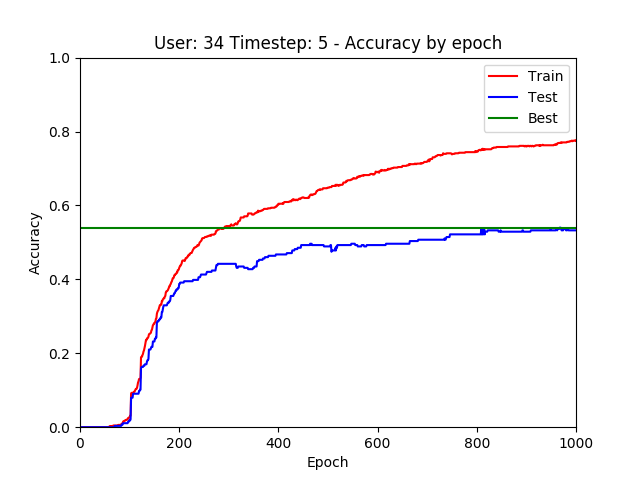 User: 34 Timestep: 5 - Accuracy by epoch
1.0
0.8
0.6
0.4
0.2
0.0
Accuracy
Train
Test
Best
0 200 400 600 800 1000
Epoch